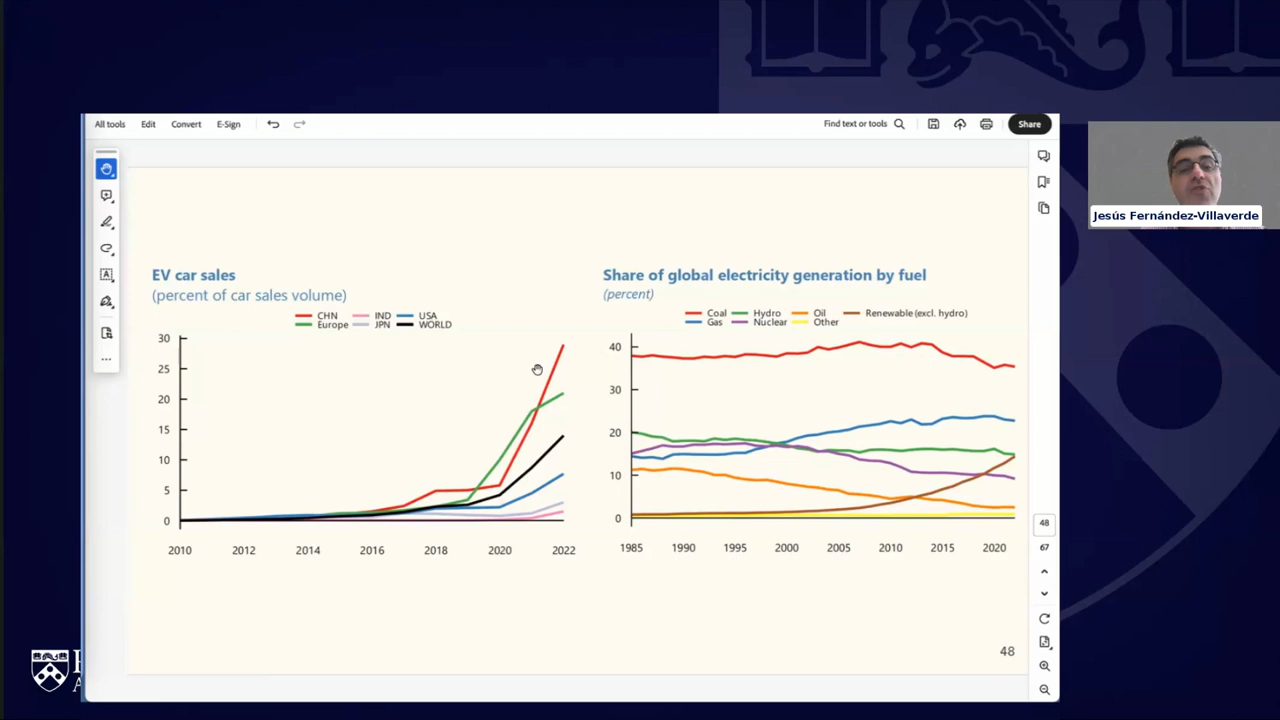 All tools Edit Convert E-Sign Find text or tools Share
Jesús Fernández-Villaverde
EV car sales
(percent of car sales volume)
CHN IND USA
Europe JPN WORLD
30
25
20
15
10
5
0
2010 2012 2014 2016 2018 2020 2022
Share of global electricity generation by fuel
(percent)
Coal Hydro Oil Renewable (excl. hydro)
Gas Nuclear Other
40
30
20
10
0
1985 1990 1995 2000 2005 2010 2015 2020
48
48
67